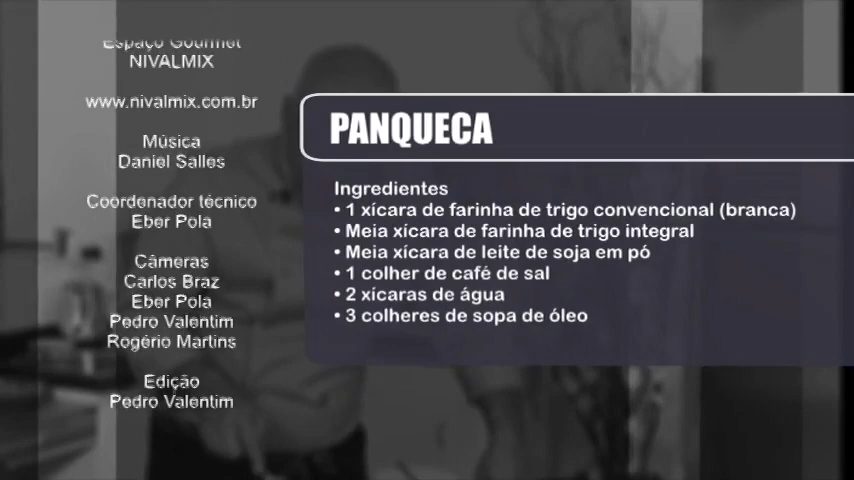 Espaço Gourmet
NIVALMIX
www.nivalmix.com.br
Música
Daniel Salles
Coordenador técnico
Eber Pola
Câmeras
Carlos Braz
Eber Pola
Pedro Valentim
Rogério Martins
Edição
Pedro Valentim
PANQUECA
Ingredientes
• 1 xícara de farinha de trigo convencional (branca)
• Meia xícara de farinha de trigo integral
• Meia xícara de leite de soja em pó
• 1 colher de café de sal
• 2 xícaras de água
• 3 colheres de sopa de óleo